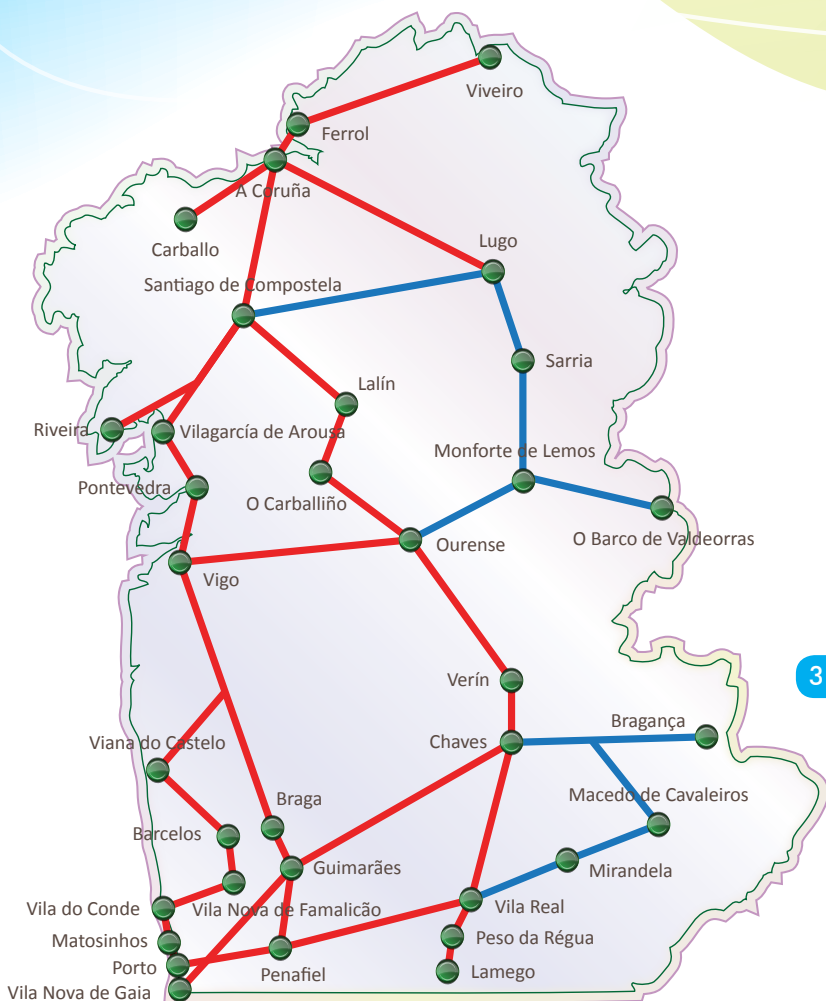 Viveiro
Ferrol
A Coruña
Carballo
Lugo
Santiago de Compostela
Sarria
Lalín
Riveira
Vilagarcía de Arousa
Monforte de Lemos
Pontevedra
O Carballiño
O Barco de Valdeorras
Ourense
Vigo
Verín
3
Bragança
Viana do Castelo
Chaves
Macedo de Cavaleiros
Braga
Barcelos
Guimarães
Mirandela
Vila do Conde
Vila Nova de Famalicão
Vila Real
Matosinhos
Peso da Régua
Porto
Penafiel
Lamego
Vila Nova de Gaia